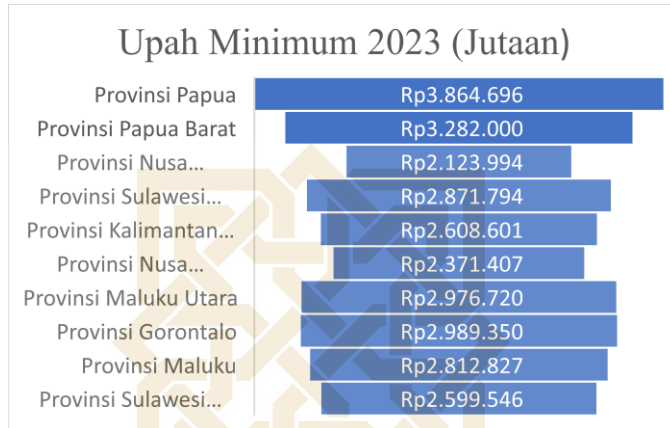 Upah Minimum 2023 (Jutaan)
Provinsi Papua Rp3.864.696
Provinsi Papua Barat Rp3.282.000
Provinsi Nusa... Rp2.123.994
Provinsi Sulawesi... Rp2.871.794
Provinsi Kalimantan... Rp2.608.601
Provinsi Nusa... Rp2.371.407
Provinsi Maluku Utara Rp2.976.720
Provinsi Gorontalo Rp2.989.350
Provinsi Maluku Rp2.812.827
Provinsi Sulawesi... Rp2.599.546